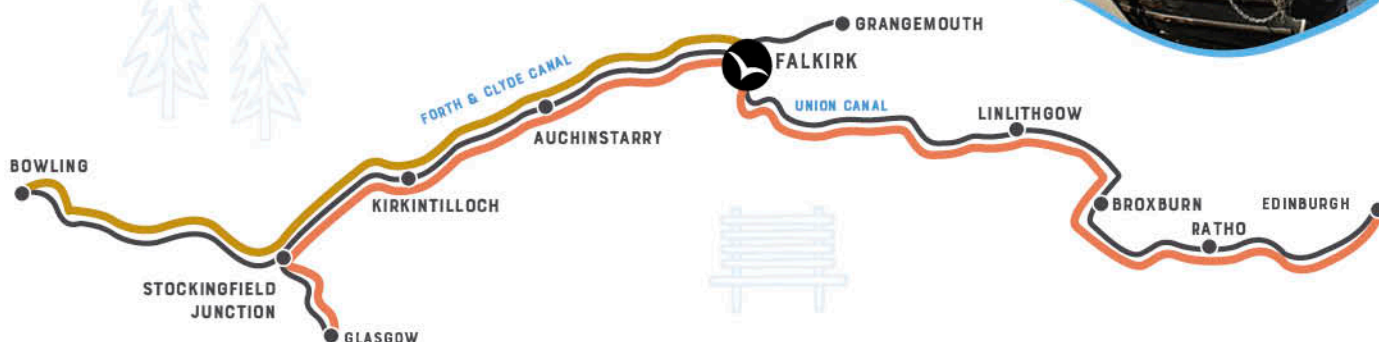 GRANGEMOUTH
FALKIRK
FORTH & CLYDE CANAL
UNION CANAL
LINLITHGOW
AUCHINSTARRY
BOWLING
KIRKINTILLOCH
BROXBURN
EDINBURGH
RATHO
STOCKINGFIELD
JUNCTION
GLASGOW